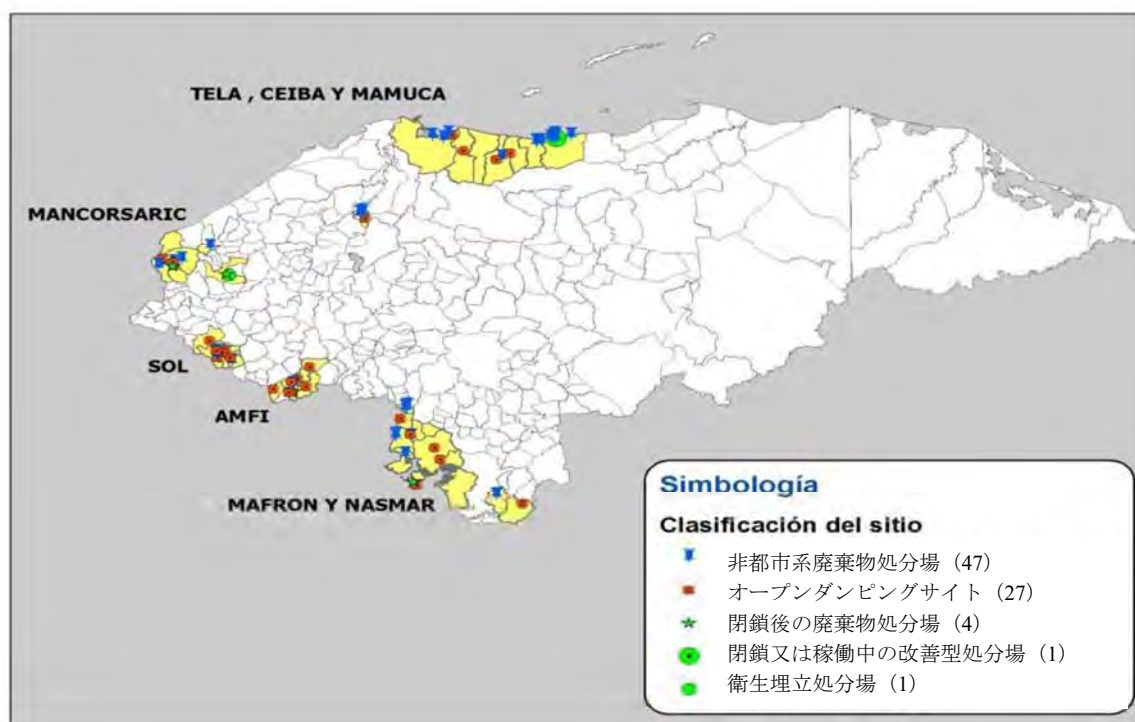 TELA , CEIBA Y MAMUCA
MANCORSARIC
SOL
AMFI
MAFRON Y NASMAR
Simbología
Clasificación del sitio
非都市系廃棄物処分場（47）
オープンダンピングサイト（27）
閉鎖後の廃棄物処分場（4）
閉鎖又は稼働中の改善型処分場（1）
衛生埋立処分場（1）